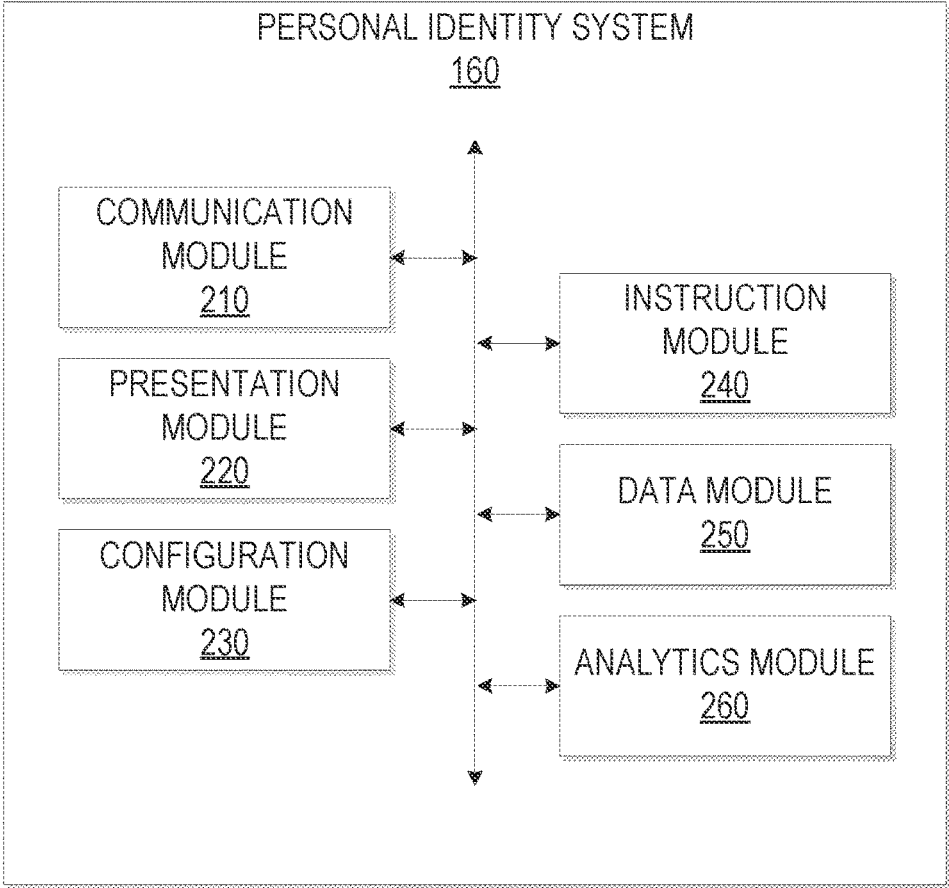 PERSONAL IDENTITY SYSTEM
160
COMMUNICATION
MODULE
210
PRESENTATION
MODULE
220
CONFIGURATION
MODULE
230
INSTRUCTION
MODULE
240
DATA MODULE
250
ANALYTICS MODULE
260